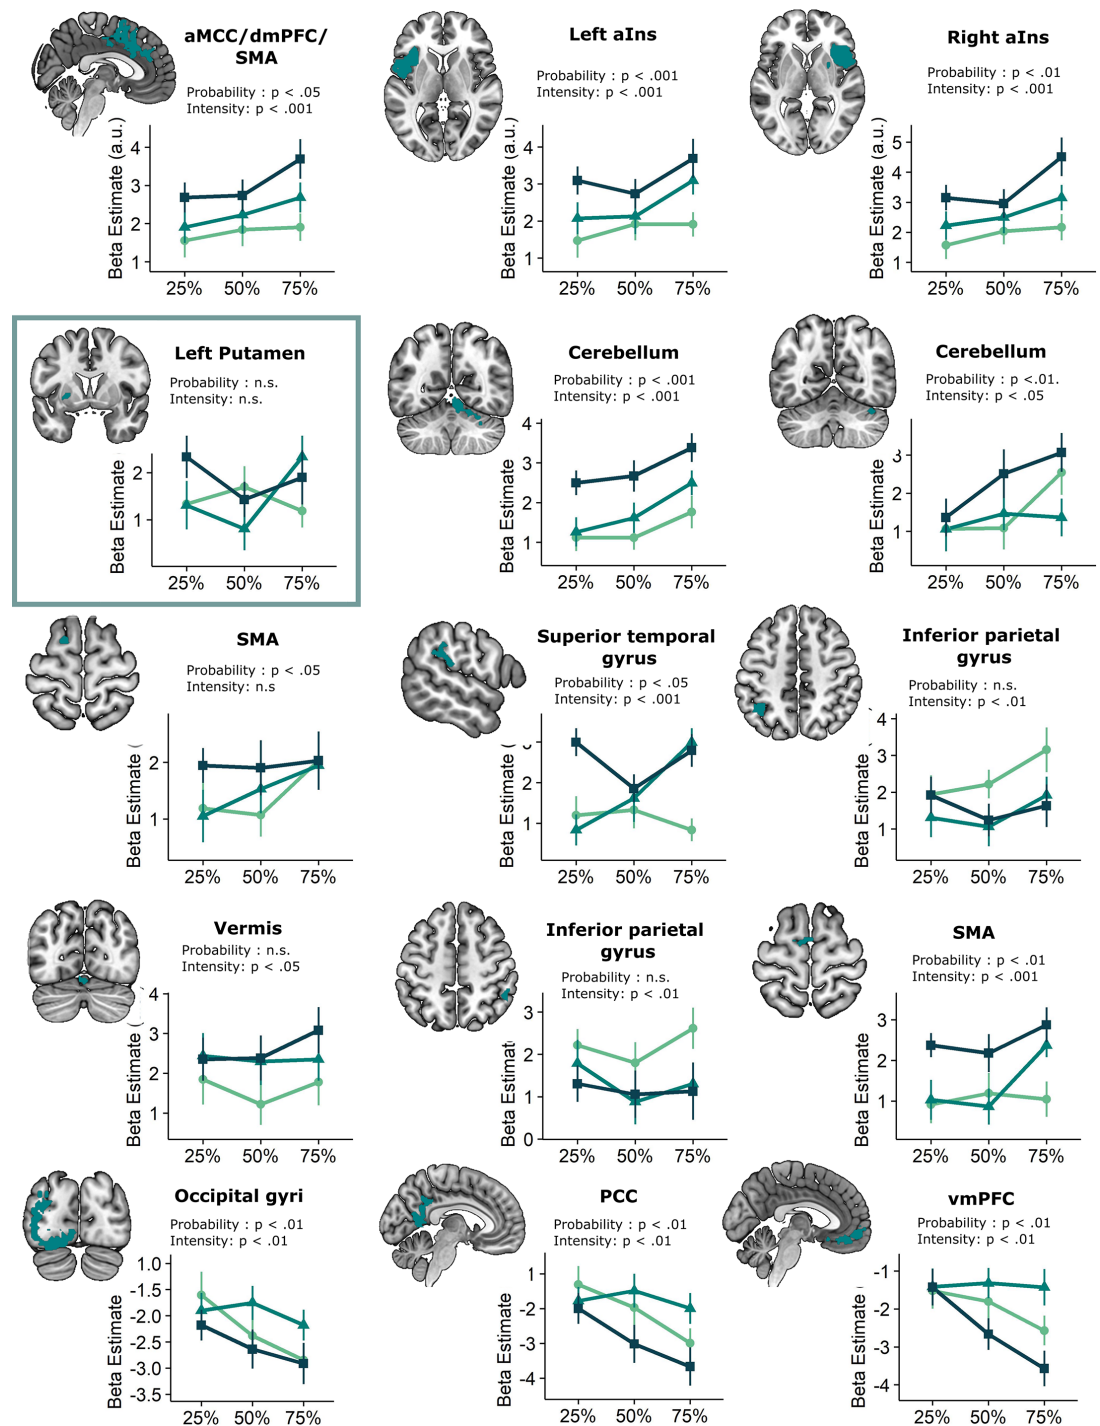 aMCC/dmPFC/
SMA
Probability : p < .05
Intensity: p < .001
Beta Estimate (a.u.)
4
3
2
1
25% 50% 75%
Left aIns
Probability : p < .001
Intensity: p < .001
Beta Estimate (a.u.)
4
3
2
1
25% 50% 75%
Right aIns
Probability : p < .01
Intensity: p < .001
Beta Estimate (a.u.)
5
4
3
2
1
25% 50% 75%
Left Putamen
Probability : n.s.
Intensity: n.s.
Beta Estimate
2
1
25% 50% 75%
Cerebellum
Probability : p < .001
Intensity: p < .001
Beta Estimate
4
3
2
1
25% 50% 75%
Cerebellum
Probability : p <.01.
Intensity: p < .05
Beta Estimate
3
2
1
25% 50% 75%
SMA
Probability : p < .05
Intensity: n.s
Beta Estimate (
2
1
25% 50% 75%
Superior temporal
gyrus
Probability : p < .05
Intensity: p < .001
Beta Estimate (
2
1
25% 50% 75%
Inferior parietal
gyrus
Probability : n.s.
Intensity: p < .01
Beta Estimate
4
3
2
1
25% 50% 75%
Vermis
Probability : n.s.
Intensity: p < .05
Beta Estimate (
4
3
2
1
25% 50% 75%
Inferior parietal
gyrus
Probability : n.s.
Intensity: p < .01
Beta Estimat
3
2
1
0
25% 50% 75%
SMA
Probability : p < .01
Intensity: p < .001
Beta Estimate
3
2
1
25% 50% 75%
Occipital gyri
Probability : p < .01
Intensity: p < .01
Beta Estimate
1.0
-1.5
-2.0
-2.5
-3.0
-3.5
25% 50% 75%
PCC
Probability : p < .01
Intensity: p < .01
Beta Estimate
1
-2
-3
-4
25% 50% 75%
vmPFC
Probability : p < .01
Intensity: p < .01
Beta Estimate
-1
-2
-3
-4
25% 50% 75%